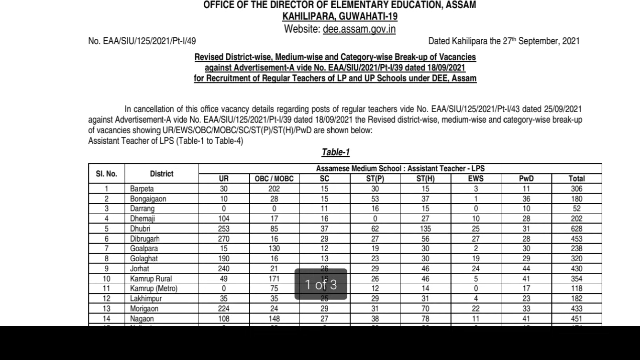 OFFICE OF THE DIRECTOR OF ELEMENTARY EDUCATION, ASSAM
KAHILIPARA, GUWAHATI-19
Website: dee.assam.gov.in
No. EAA/SIU/125/2021/Pt-I/49 Dated Kahilipara the 27th September, 2021
Revised District-wise, Medium-wise and Category-wise Break-up of Vacancies
against Advertisement-A vide No. EAA/SIU/2021/Pt-I/39 dated 18/09/2021
for Recruitment of Regular Teachers of LP and UP Schools under DEE, Assam
In cancellation of this office vacancy details regarding posts of regular teachers vide No. EAA/SIU/125/2021/Pt-I/43 dated 25/09/2021
against Advertisement-A vide No. EAA/SIU/125/2021/Pt-I/39 dated 18/09/2021 the Revised district-wise, medium-wise and category-wise break-up
of vacancies showing UR/EWS/OBC/MOBC/SC/ST(P)/ST(H)/PwD are shown below:
Assistant Teacher of LPS (Table-1 to Table-4)
Table-1
Sl. No. District Assamese Medium School : Assistant Teacher - LPS
UR OBC / MOBC SC ST(P) ST(H) EWS PwD Total
1 Barpeta 30 202 15 30 15 3 11 306
2 Bongaigaon 10 28 15 53 37 1 36 180
3 Darrang 0 0 11 16 15 0 10 52
4 Dhemaji 104 17 16 0 27 10 28 202
5 Dhubri 253 85 37 62 135 25 31 628
6 Dibrugarh 270 16 29 27 56 27 28 453
7 Goalpara 15 130 12 19 30 2 30 238
8 Golaghat 190 16 13 23 30 19 29 320
9 Jorhat 240 21 29 46 24 44 430
10 Kamrup Rural 49 171 26 46 5 41 354
11 Kamrup (Metro) 0 75 12 14 0 17 118
12 Lakhimpur 35 35 29 31 4 23 182
13 Morigaon 224 24 29 31 70 22 33 433
14 Nagaon 108 148 27 38 78 11 41 451
1 of 3